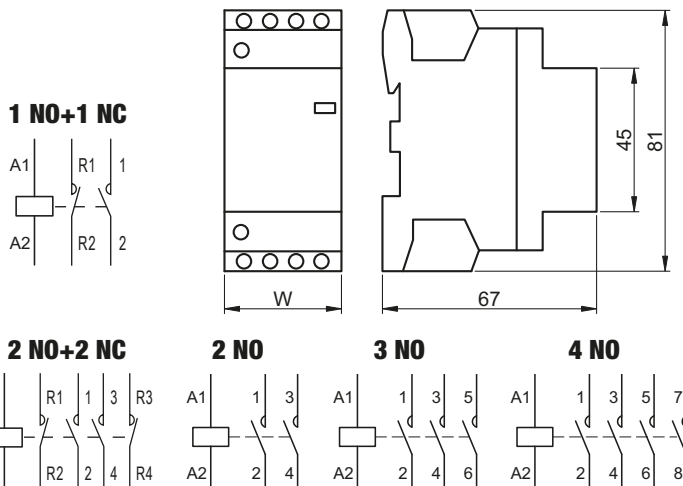 1 NO+1 NC
A1 R1 1
A2 R2 2
W
67
45
81
2 NO+2 NC
R1 1 3 R3
R2 2 4 R4
2 NO
A1 1 3
A2 2 4
3 NO
A1 1 3 5
A2 2 4 6
4 NO
A1 1 3 5 7
A2 2 4 6 8